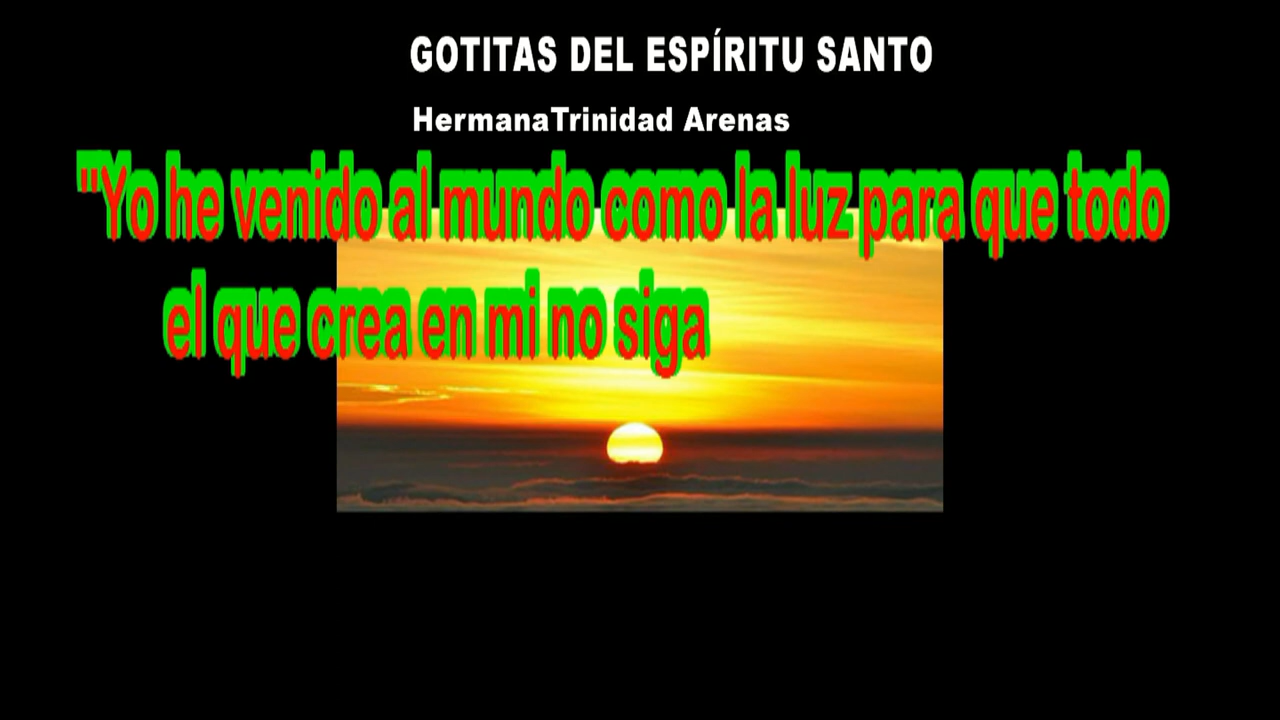 GOTITAS DEL ESPÍRITU SANTO
HermanaTrinidad Arenas
"Yo he venido al mundo como la luz para que todo
el que crea en mi no siga